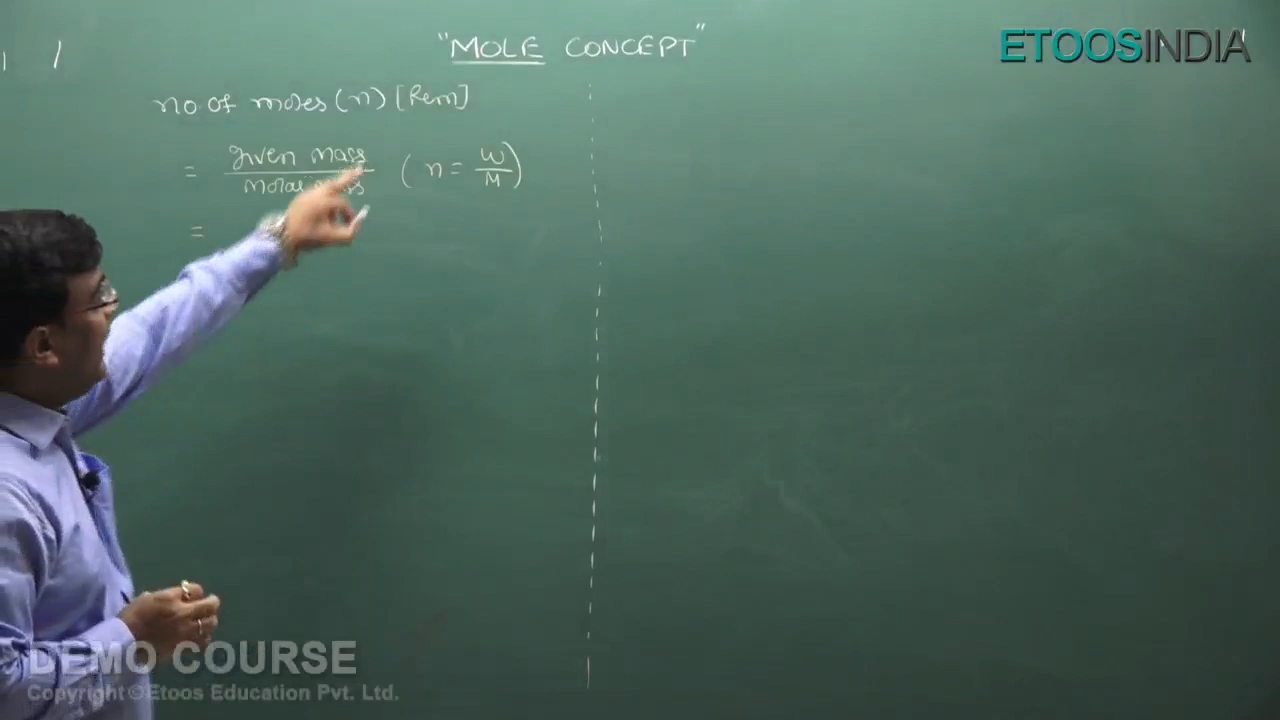 "MOLE CONCEPT"
ETOOSINDIA
no of moles (n) [Rem]
= given mass / molar mass ( n = W / M )
=
DEMO COURSE
Copyright © Etoos Education Pvt. Ltd.